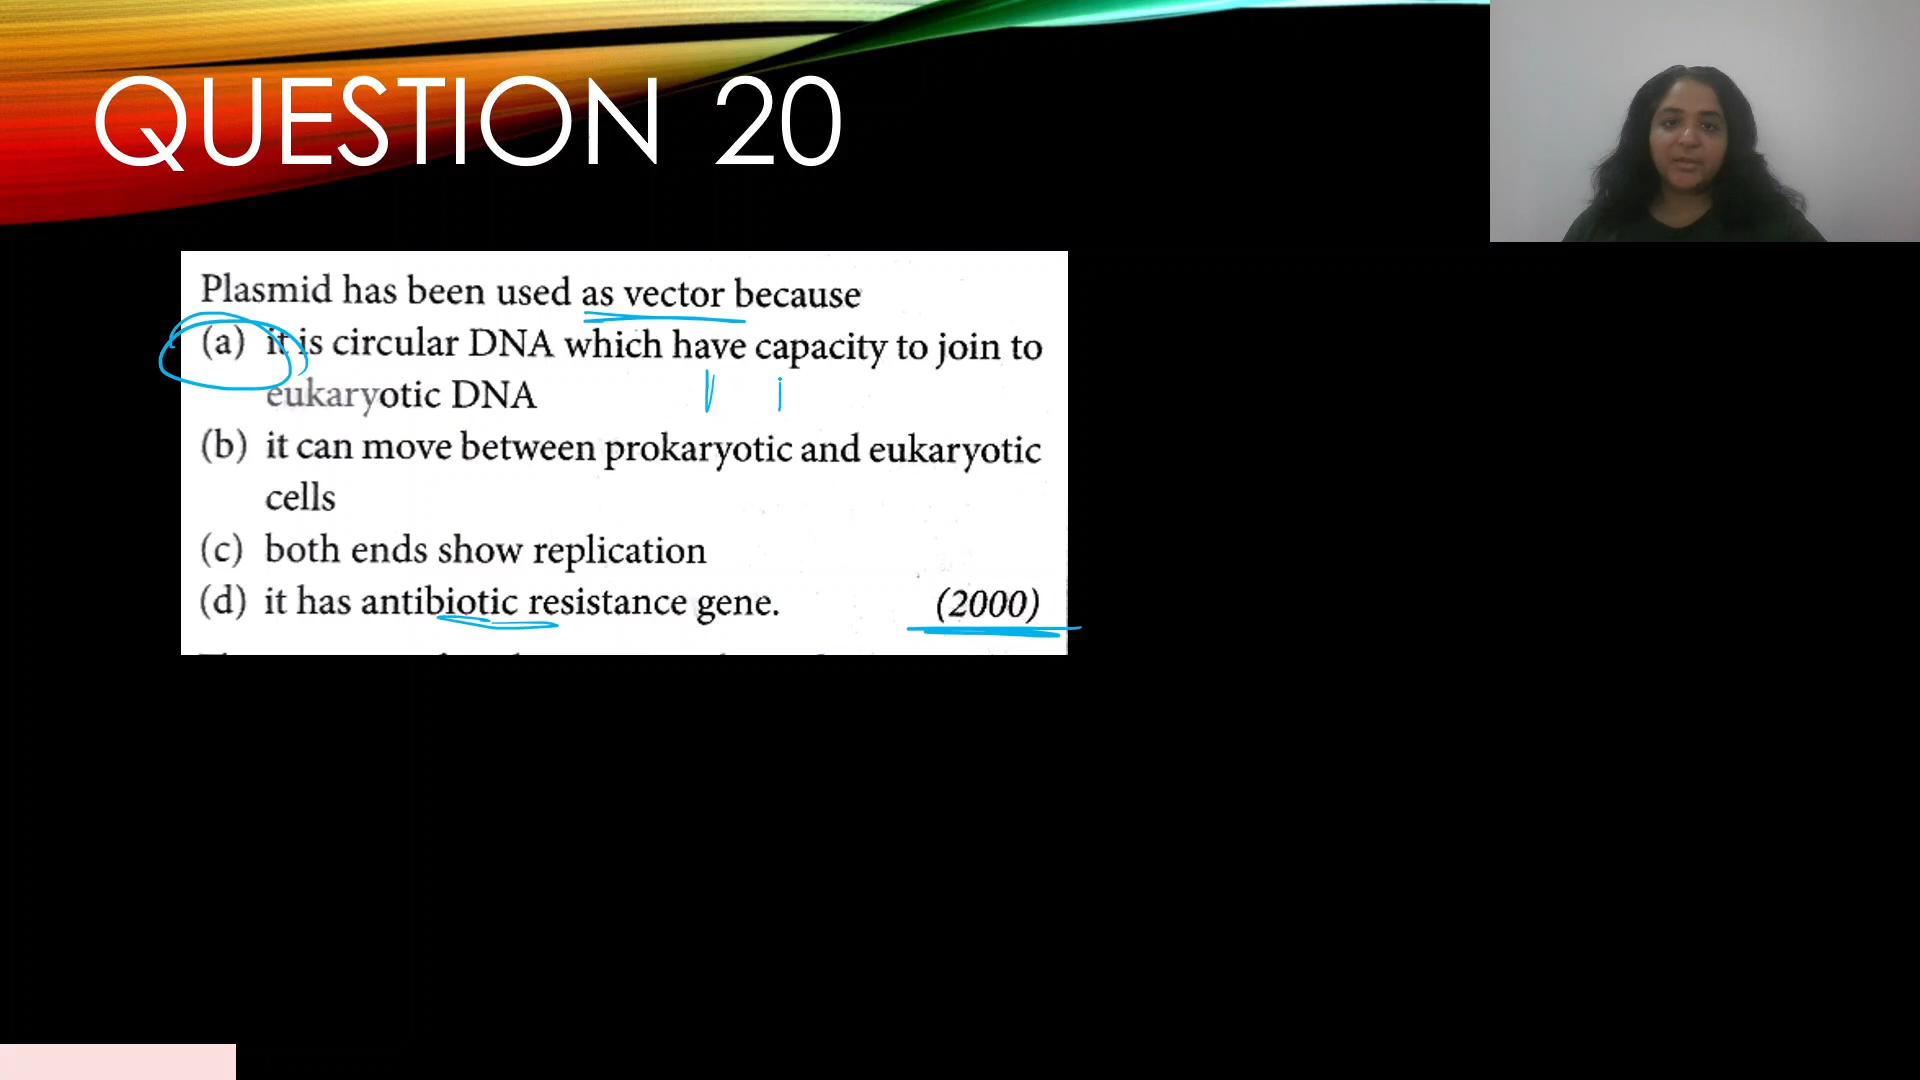 QUESTION 20
Plasmid has been used as vector because
(a) it is circular DNA which have capacity to join to
eukaryotic DNA
(b) it can move between prokaryotic and eukaryotic
cells
(c) both ends show replication
(d) it has antibiotic resistance gene. (2000)